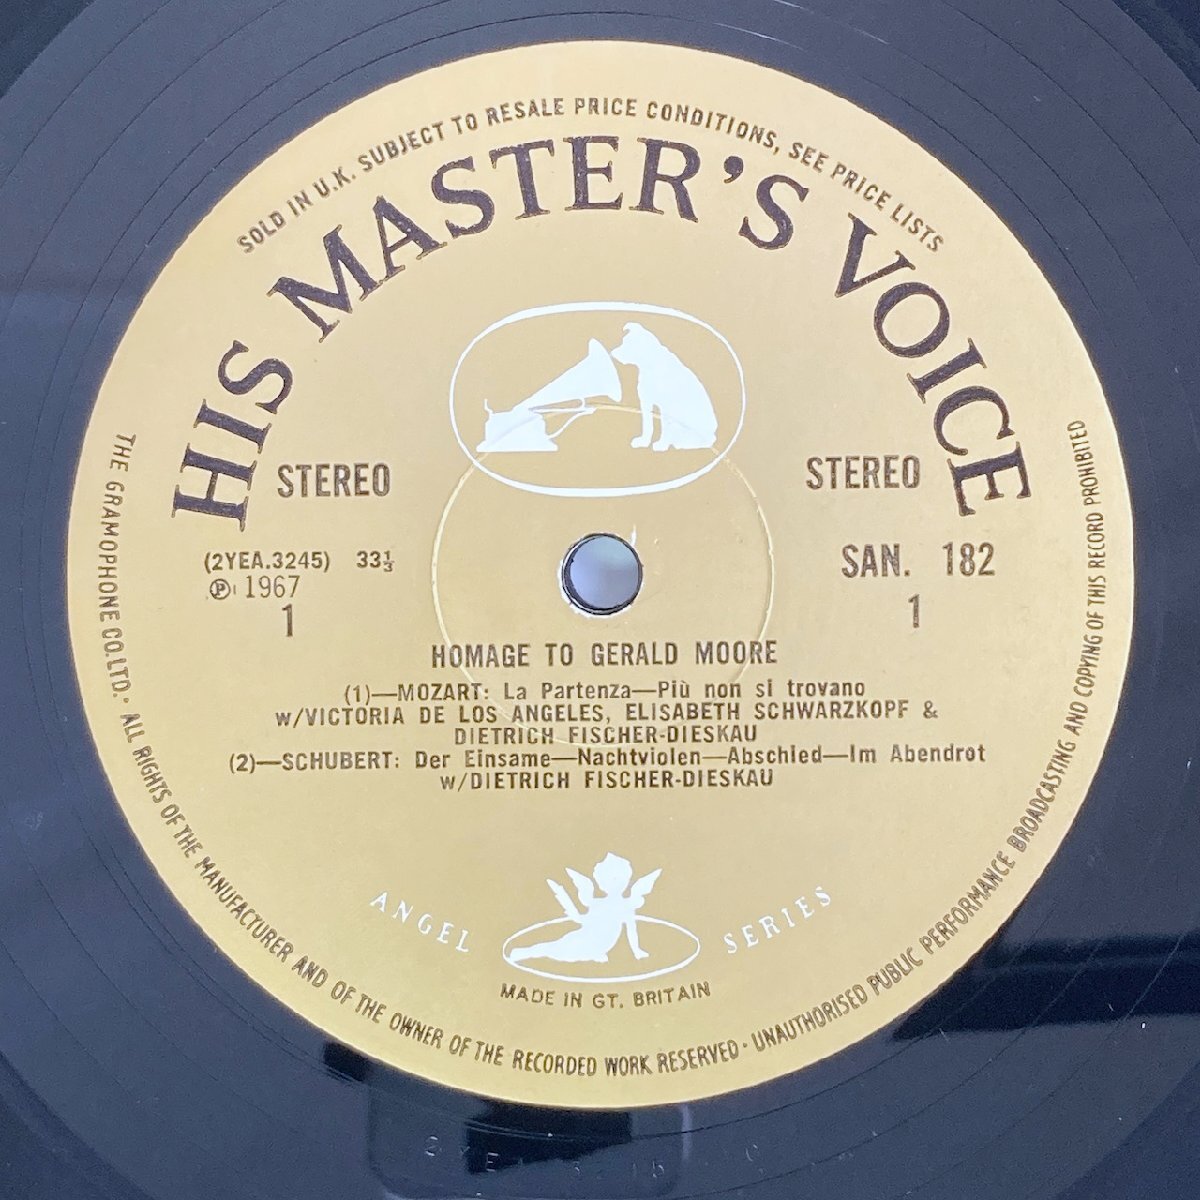 SOLD IN U.K. SUBJECT TO RESALE PRICE CONDITIONS, SEE PRICE LISTS
HIS MASTER'S VOICE
STEREO STEREO
(2YEA.3245) 33⅓ SAN. 182
Ⓟ 1967
1 1
HOMAGE TO GERALD MOORE
(1)—MOZART: La Partenza—Più non si trovano
w/VICTORIA DE LOS ANGELES, ELISABETH SCHWARZKOPF &
DIETRICH FISCHER-DIESKAU
(2)—SCHUBERT: Der Einsame—Nachtviolen—Abschied—Im Abendrot
w/DIETRICH FISCHER-DIESKAU
ANGEL SERIES
MADE IN GT. BRITAIN
THE GRAMOPHONE CO.LTD. · ALL RIGHTS OF THE MANUFACTURER AND OF THE OWNER OF THE RECORDED WORK RESERVED · UNAUTHORISED PUBLIC PERFORMANCE BROADCASTING AND COPYING OF THIS RECORD PROHIBITED